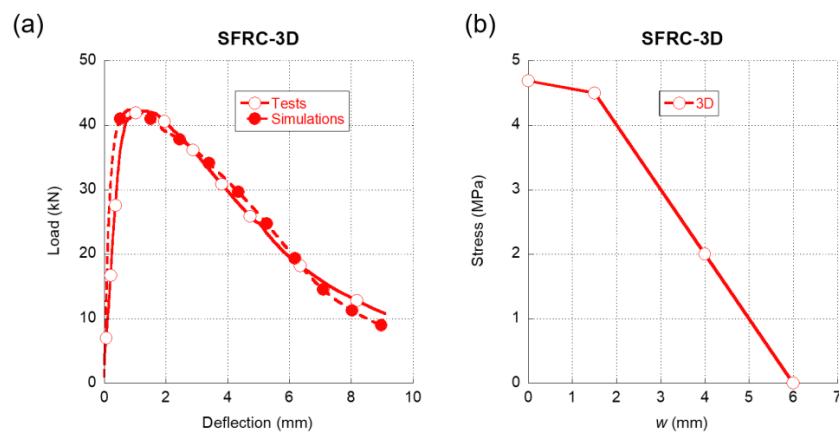 (a)
SFRC-3D
50
40
30
20
10
0
Load (kN)
Tests
Simulations
0 2 4 6 8 10
Deflection (mm)
(b)
SFRC-3D
5
4
3
2
1
0
Stress (MPa)
3D
0 1 2 3 4 5 6 7
w (mm)